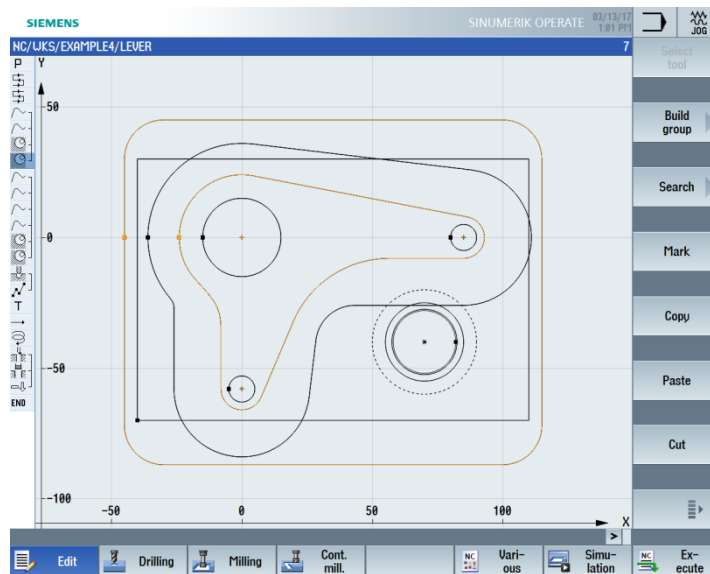 SIEMENS
SINUMERIK OPERATE
03/13/17
1:01 PM
JOG
NC/WKS/EXAMPLE4/LEVER
7
Select
tool
P
Y
50
Build
group
Search
-0
Mark
Copy
T
Paste
END
Cut
-100
-50
0
50
100
X
>
Edit
Drilling
Milling
Cont.
mill.
NC
Vari-
ous
Simu-
lation
NC
Ex-
ecute